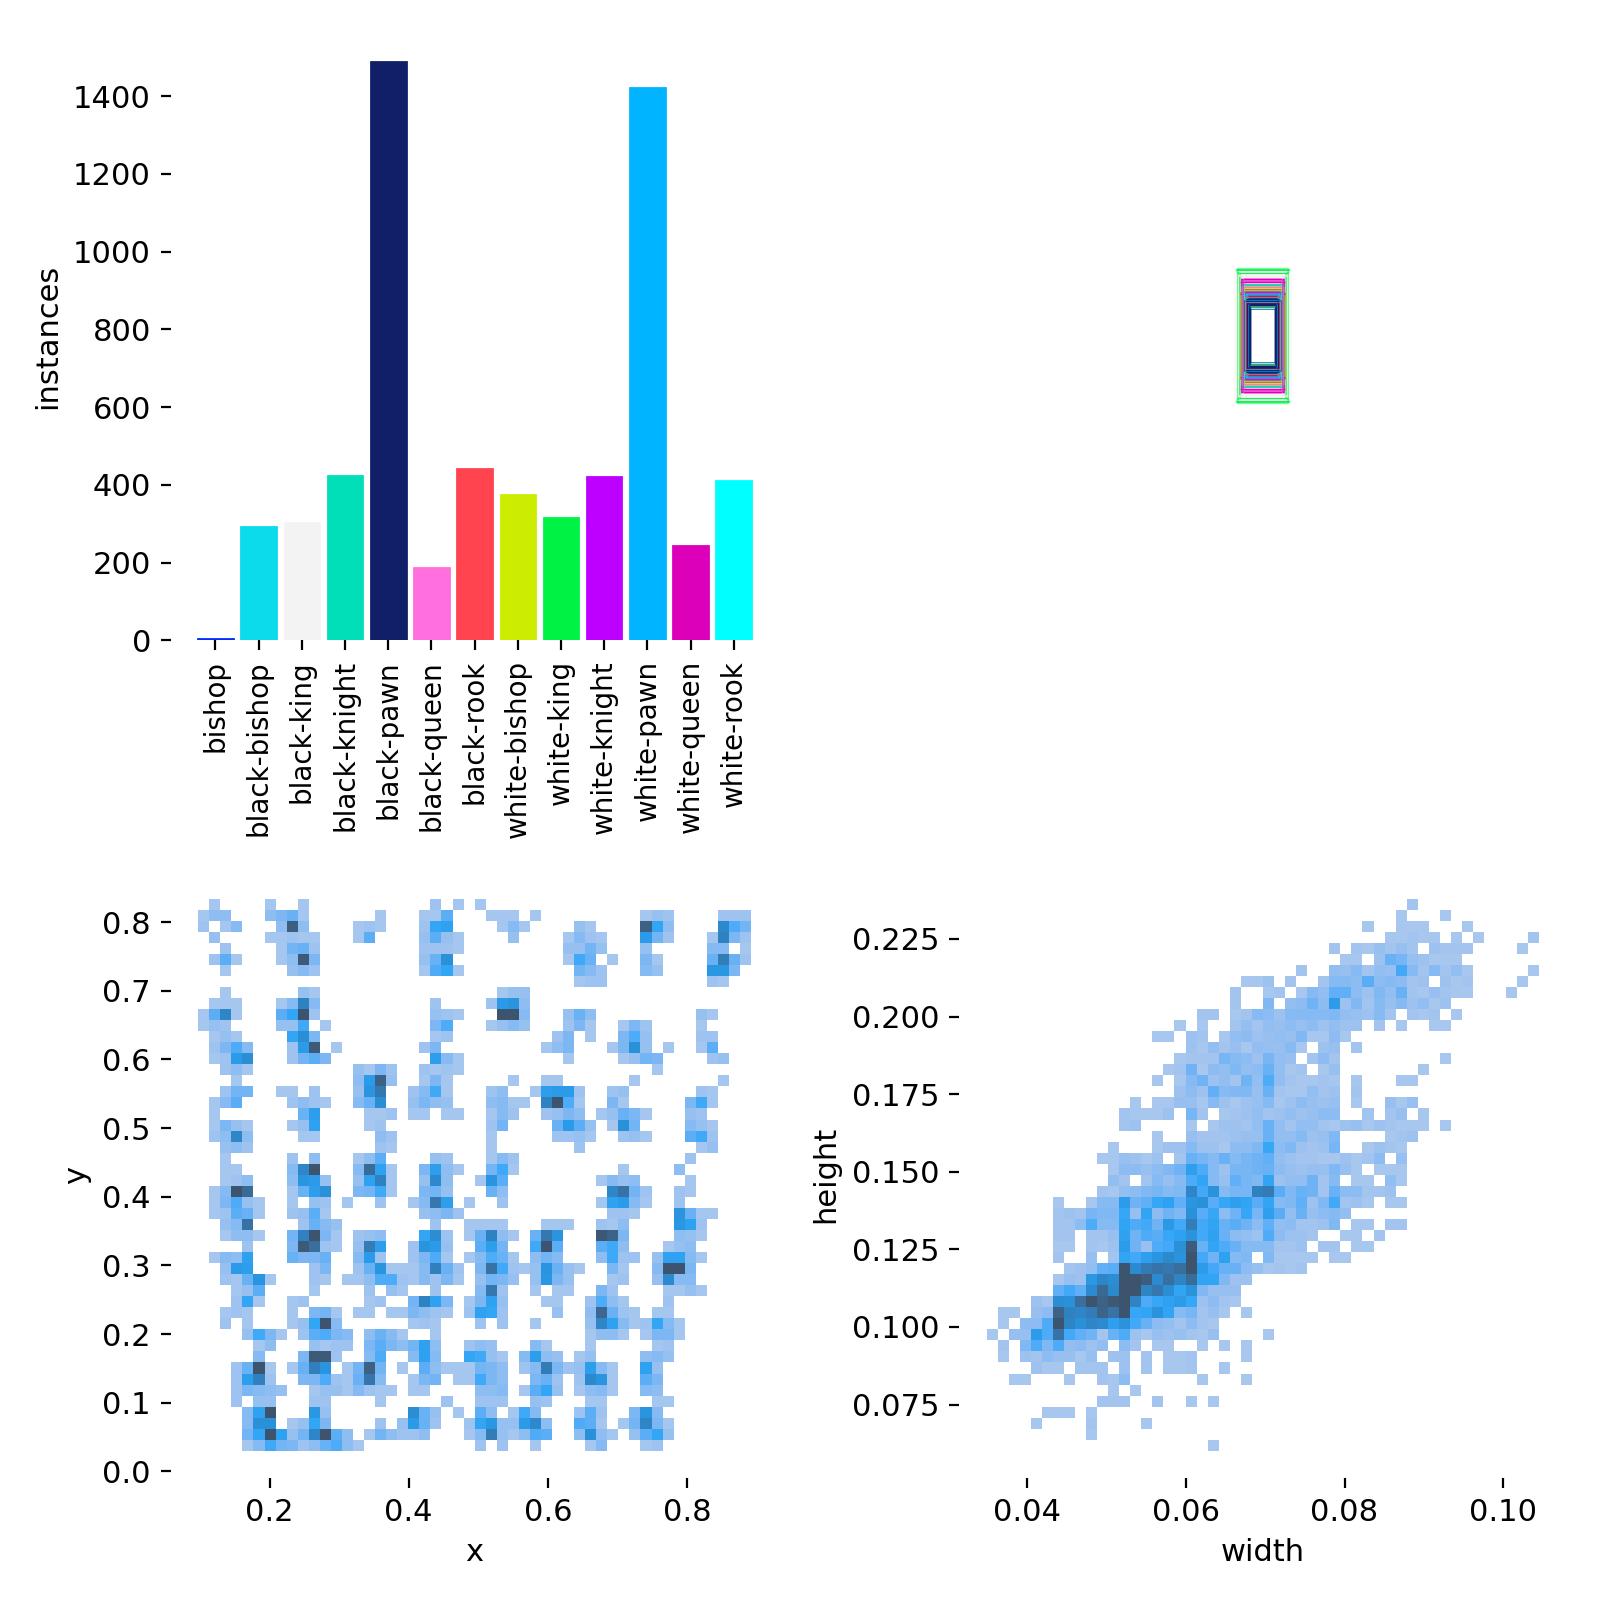 instances
1400
1200
1000
800
600
400
200
0
bishop
black-bishop
black-king
black-knight
black-pawn
black-queen
black-rook
white-bishop
white-king
white-knight
white-pawn
white-queen
white-rook
y
0.8
0.7
0.6
0.5
0.4
0.3
0.2
0.1
0.0
0.2 0.4 0.6 0.8
x
height
0.225
0.200
0.175
0.150
0.125
0.100
0.075
0.04 0.06 0.08 0.10
width